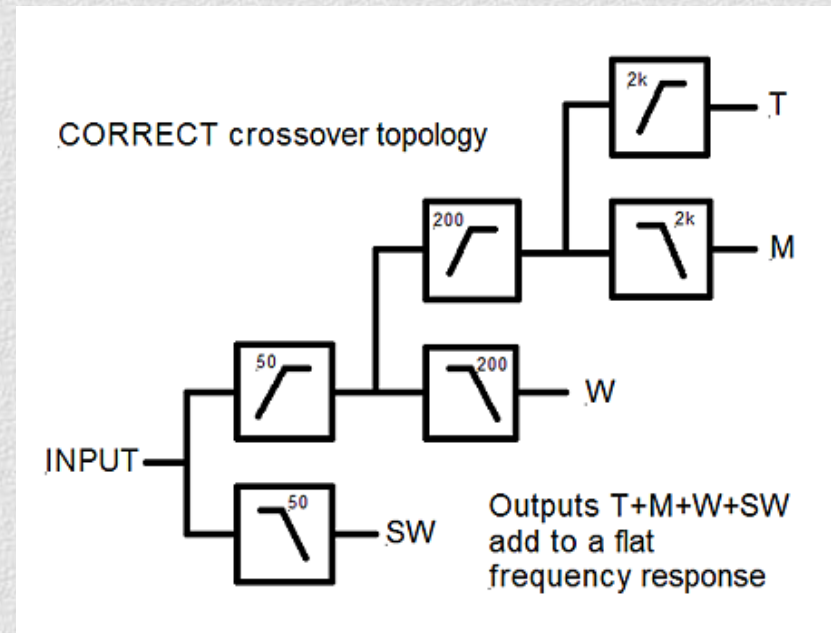 2k
T
CORRECT crossover topology
200
2k
M
50
200
W
INPUT
50
SW
Outputs T+M+W+SW
add to a flat
frequency response